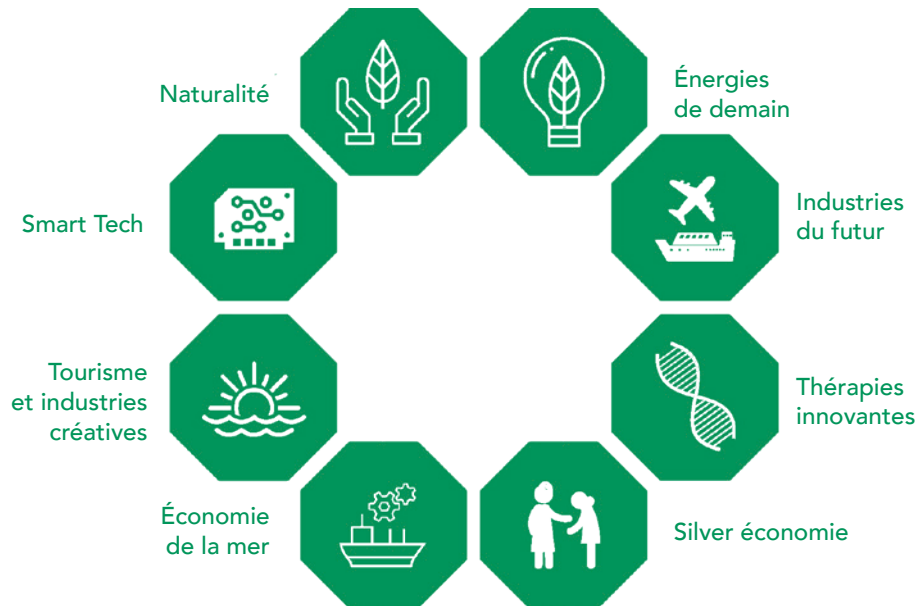 Naturalité
Énergies
de demain
Smart Tech
Industries
du futur
Tourisme
et industries
créatives
Thérapies
innovantes
Économie
de la mer
Silver économie